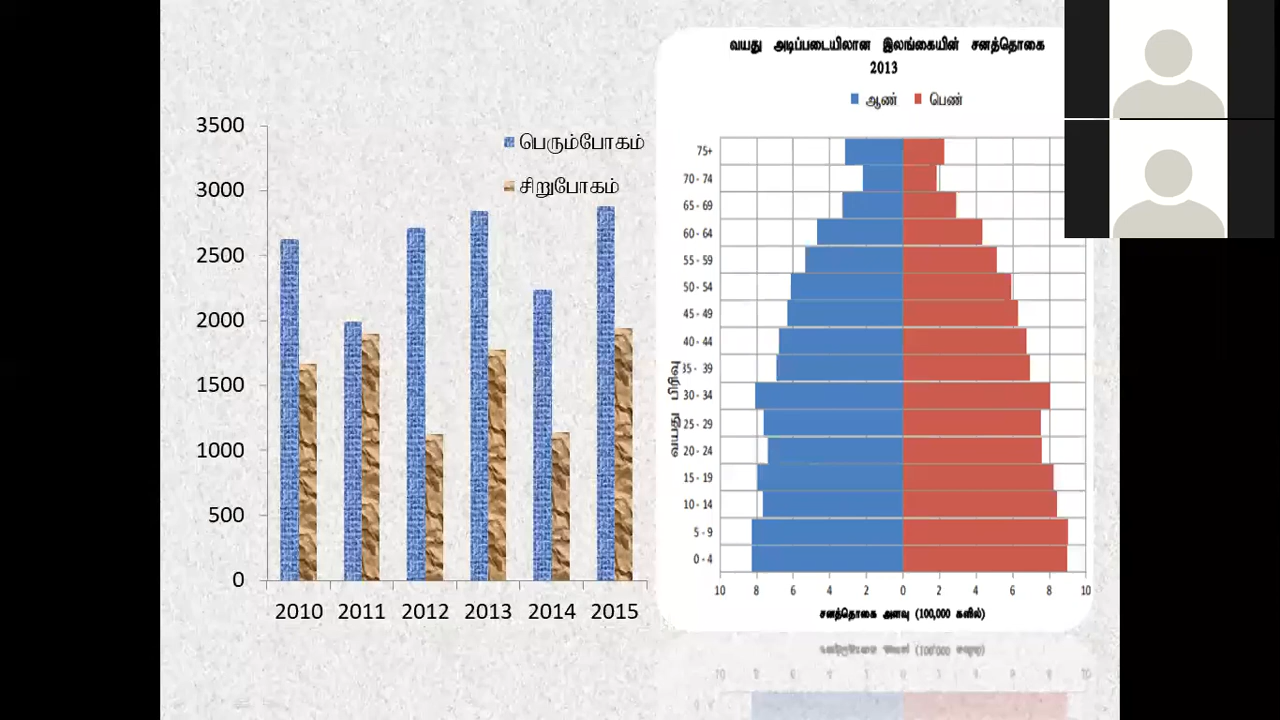 3500
3000
2500
2000
1500
1000
500
0
2010 2011 2012 2013 2014 2015
பெரும்போகம்
சிறுபோகம்
வயது அடிப்படையிலான இலங்கையின் சனத்தொகை
2013
ஆண் பெண்
வயது பிரிவு
75+
70 - 74
65 - 69
60 - 64
55 - 59
50 - 54
45 - 49
40 - 44
35 - 39
30 - 34
25 - 29
20 - 24
15 - 19
10 - 14
5 - 9
0 - 4
10 8 6 4 2 0 2 4 6 8 10
சனத்தொகை அளவு (100,000 களில்)